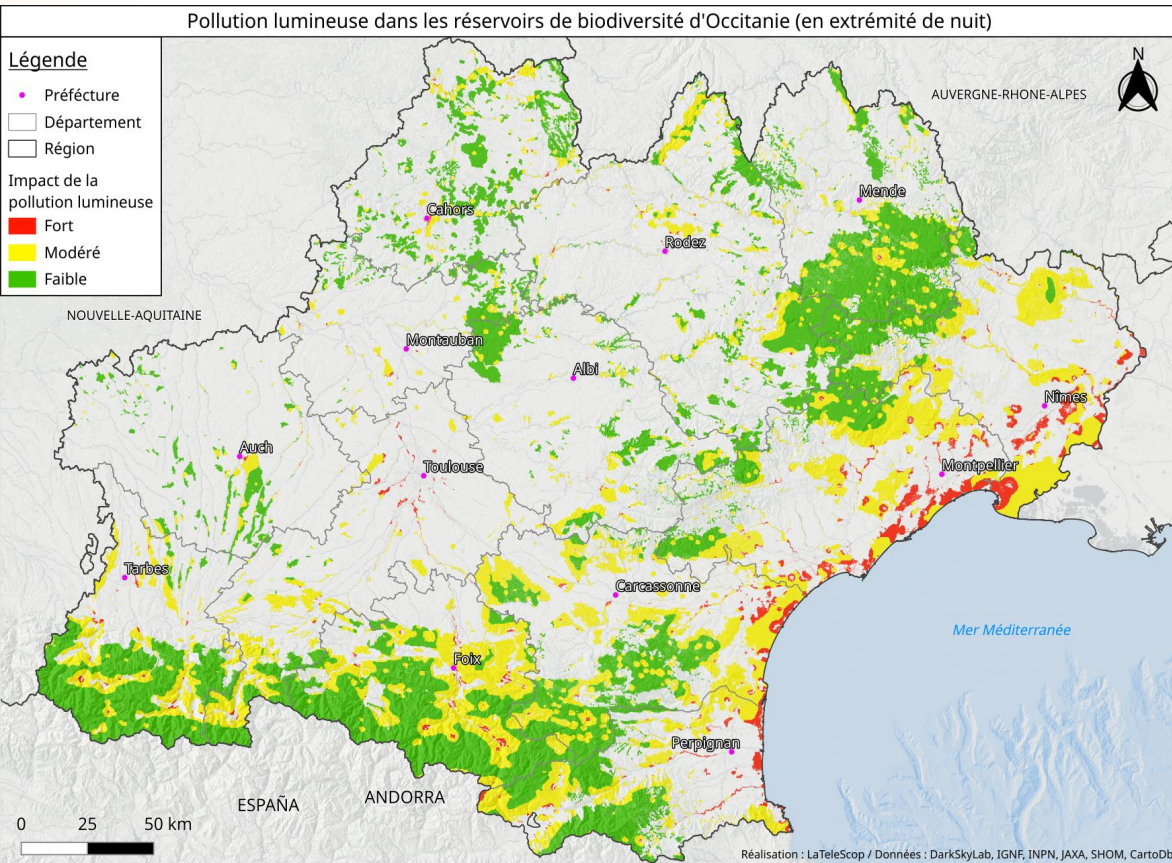 Pollution lumineuse dans les réservoirs de biodiversité d'Occitanie (en extrémité de nuit)
Légende
Préfécture
Département
Région
Impact de la
pollution lumineuse
Fort
Modéré
Faible
N
AUVERGNE-RHONE-ALPES
NOUVELLE-AQUITAINE
Mende
Cahors
Rodez
Montauban
Albi
Nîmes
Auch
Toulouse
Montpellier
Tarbes
Carcassonne
Mer Méditerranée
Foix
Perpignan
ESPAÑA
ANDORRA
0 25 50 km
Réalisation : LaTeleScop / Données : DarkSkyLab, IGNF, INPN, JAXA, SHOM, CartoDb